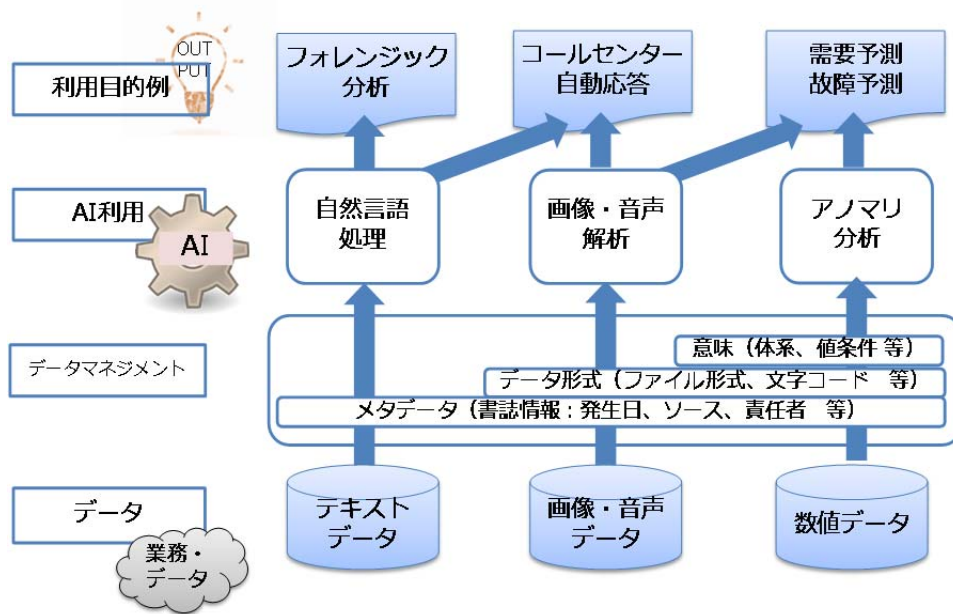 OUT
PUT
利用目的例
フォレンジック
分析
コールセンター
自動応答
需要予測
故障予測
AI利用
AI
自然言語
処理
画像・音声
解析
アノマリ
分析
データマネジメント
意味（体系、値条件 等）
データ形式（ファイル形式、文字コード　等）
メタデータ（書誌情報：発生日、ソース、責任者　等）
データ
業務・
データ
テキスト
データ
画像・音声
データ
数値データ